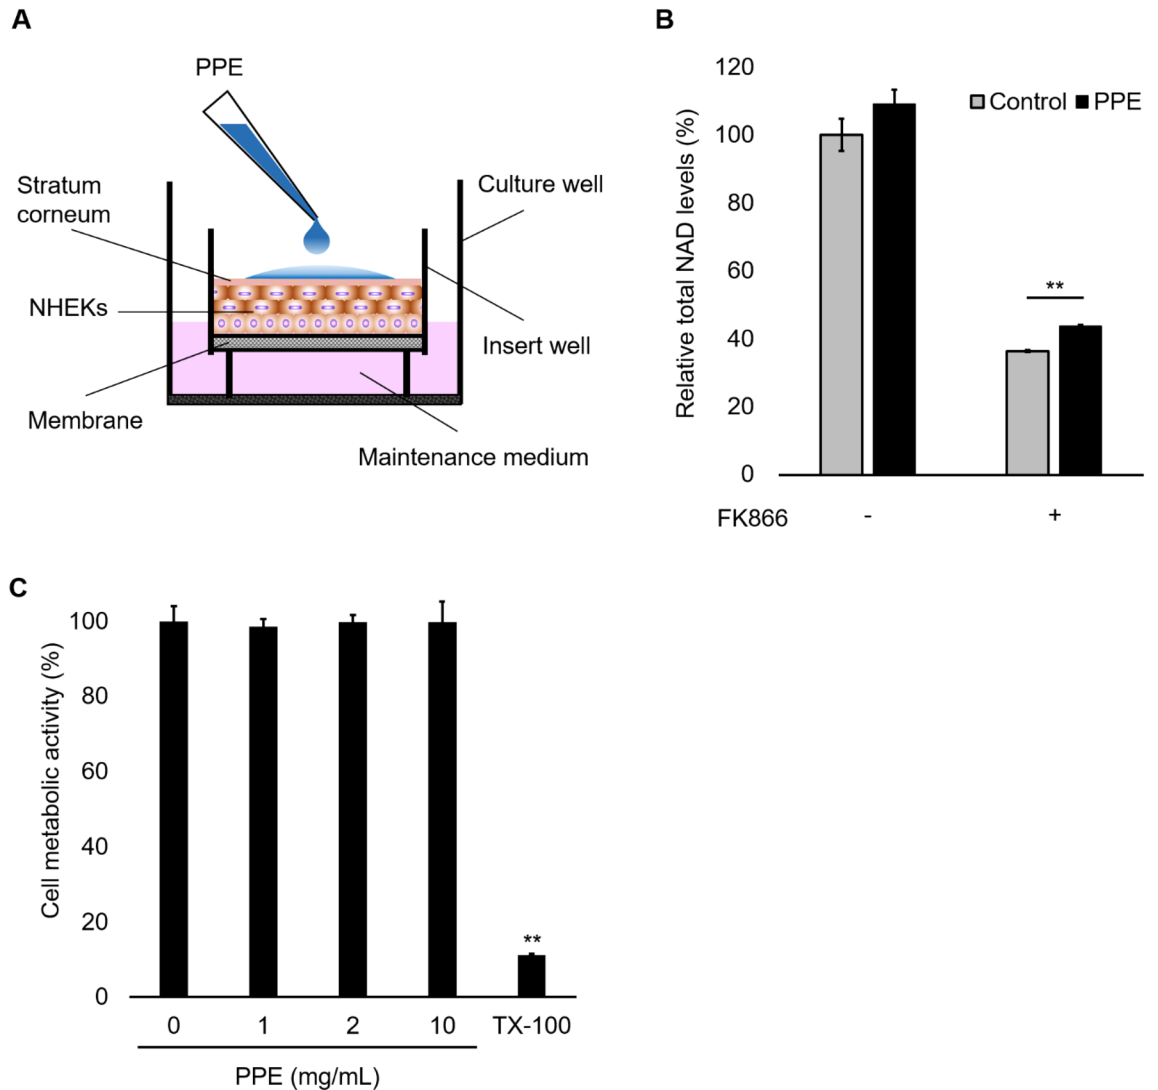 A
PPE
Stratum
corneum
Culture well
NHEKs
Insert well
Membrane
Maintenance medium
B
Relative total NAD levels (%)
120
100
80
60
40
20
0
Control PPE
**
FK866 - +
C
Cell metabolic activity (%)
100
80
60
40
20
0
**
0 1 2 10 TX-100
PPE (mg/mL)